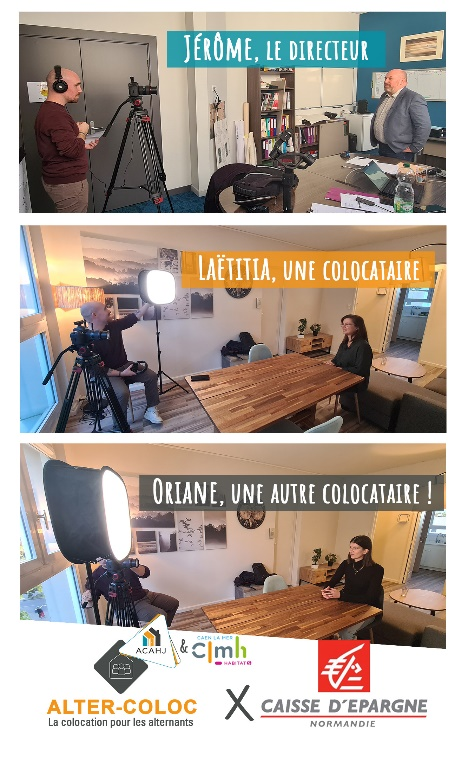 JÉRÔME, LE DIRECTEUR
LAËTITIA, UNE COLOCATAIRE
ORIANE, UNE AUTRE COLOCATAIRE !
ACAHJ
&
CAEN LA MER
clmh
HABITAT
ALTER-COLOC
La colocation pour les alternants
X
CAISSE D'EPARGNE
NORMANDIE